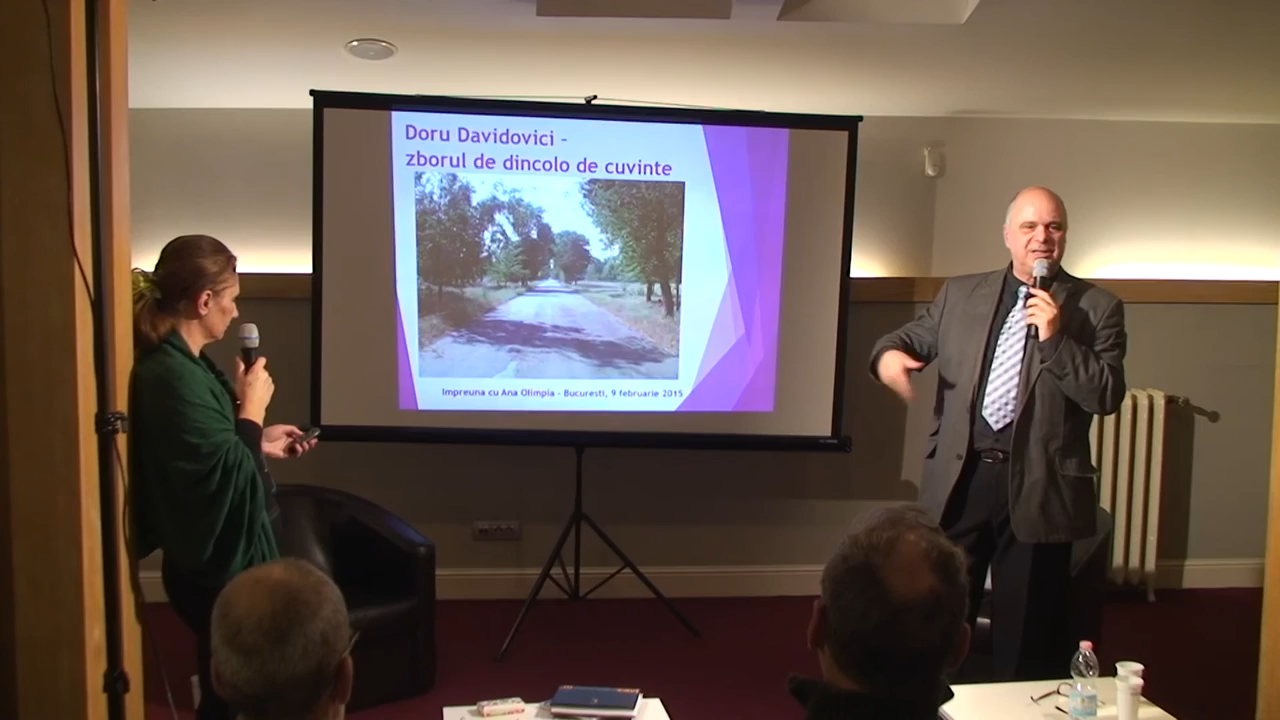 Doru Davidovici –
zborul de dincolo de cuvinte
Impreuna cu Ana Olimpia – Bucuresti, 9 februarie 2015